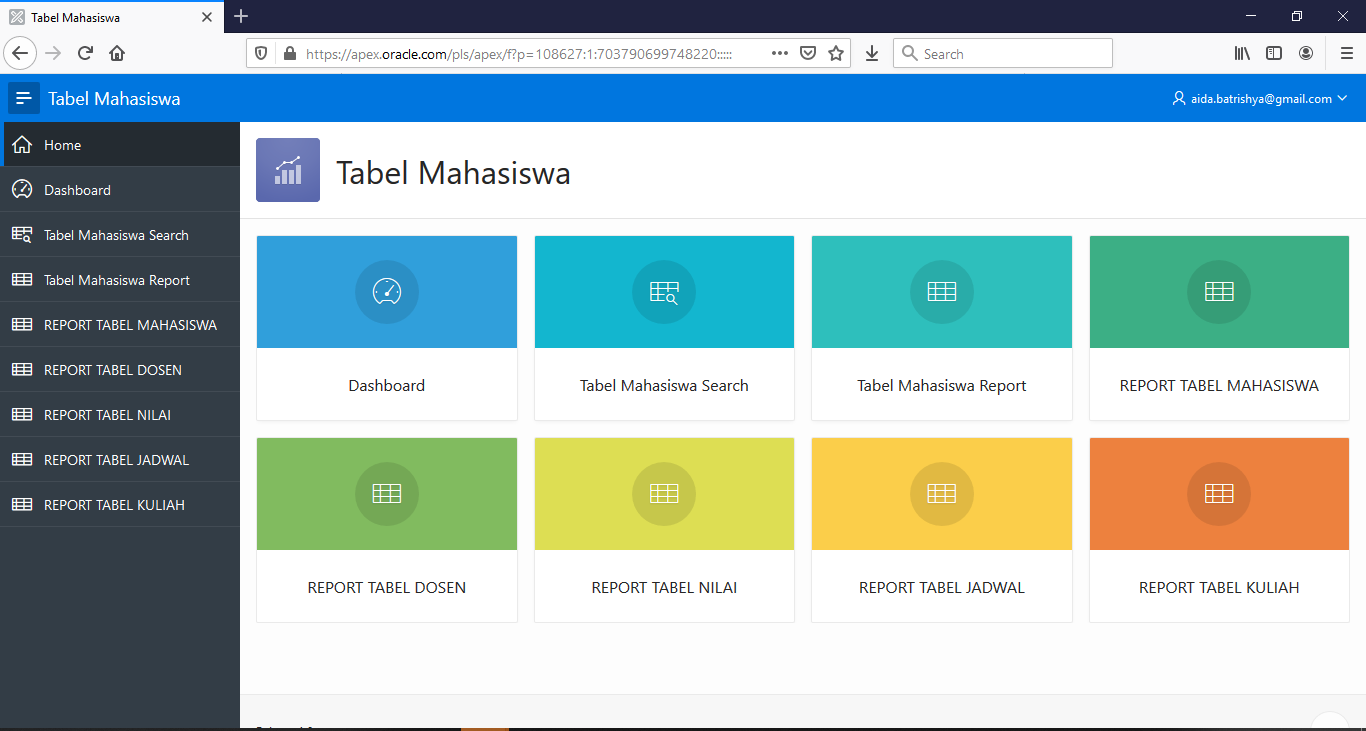 Tabel Mahasiswa
https://apex.oracle.com/pls/apex/f?p=108627:1:703790699748220:::::
Search
Tabel Mahasiswa
aida.batrishya@gmail.com
Home
Dashboard
Tabel Mahasiswa Search
Tabel Mahasiswa Report
REPORT TABEL MAHASISWA
REPORT TABEL DOSEN
REPORT TABEL NILAI
REPORT TABEL JADWAL
REPORT TABEL KULIAH
Tabel Mahasiswa
Dashboard
Tabel Mahasiswa Search
Tabel Mahasiswa Report
REPORT TABEL MAHASISWA
REPORT TABEL DOSEN
REPORT TABEL NILAI
REPORT TABEL JADWAL
REPORT TABEL KULIAH